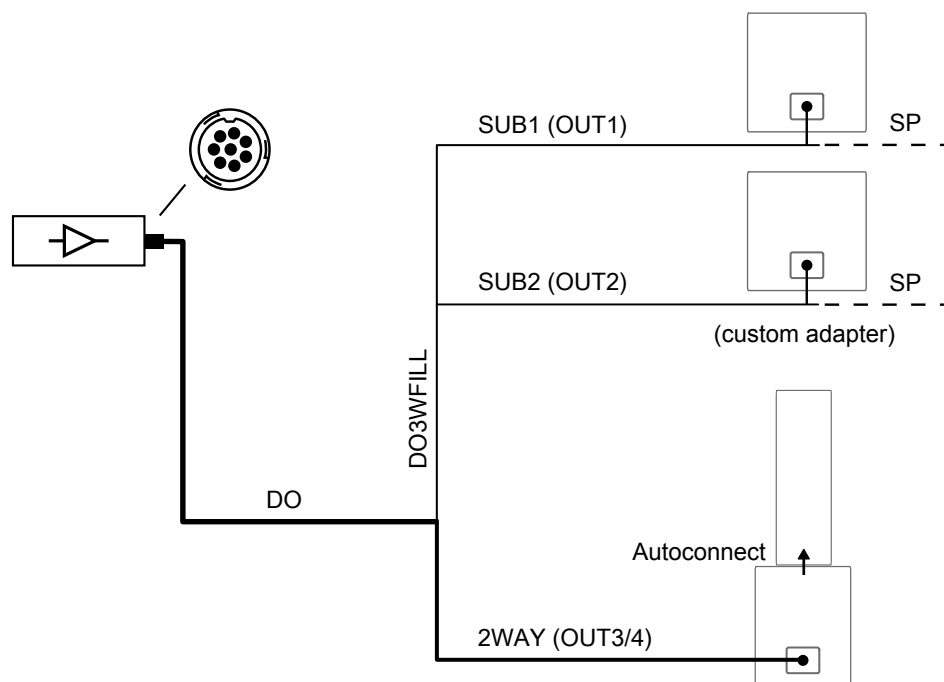 SUB1 (OUT1)
SP
SUB2 (OUT2)
SP
(custom adapter)
DO3WFILL
DO
Autoconnect
2WAY (OUT3/4)